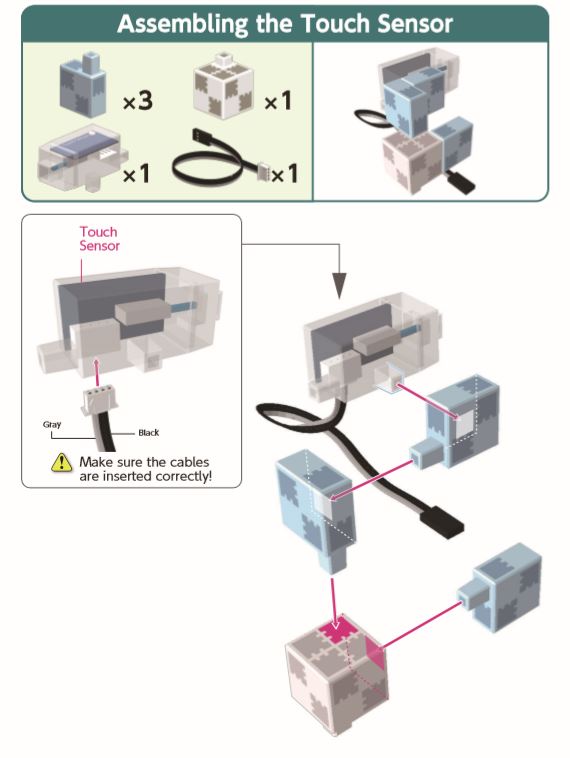 Assembling the Touch Sensor
×3
×1
×1
×1
Touch
Sensor
Gray
Black
Make sure the cables
are inserted correctly!